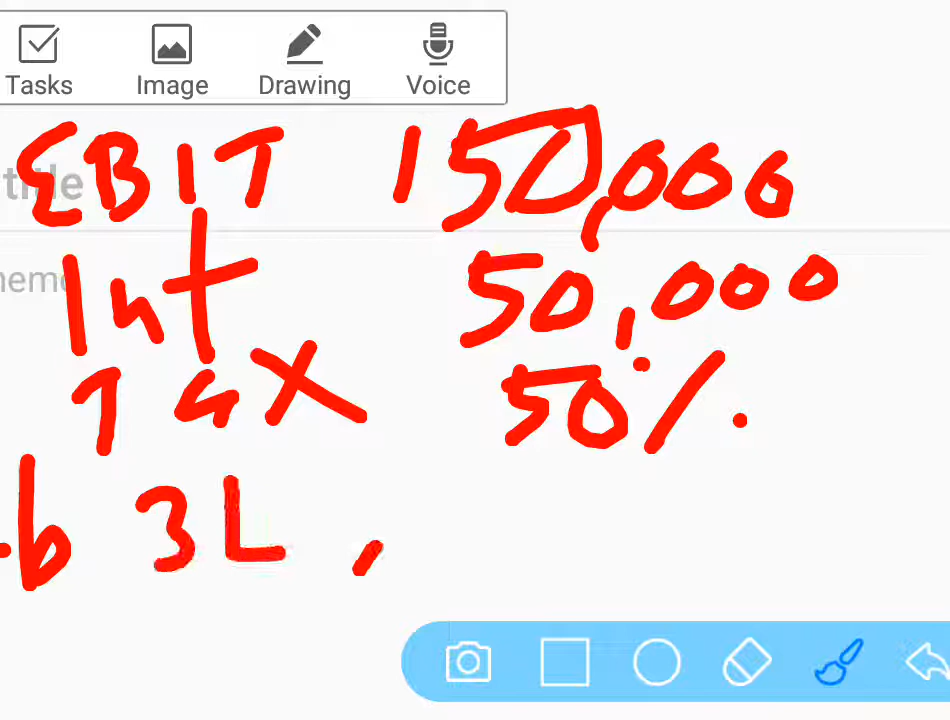 Tasks Image Drawing Voice
EBIT 150,000
Int 50,000
Tax 50%.
.b 3L ,